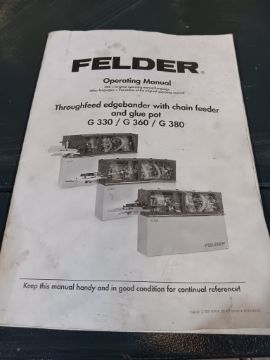 FELDER®
Operating Manual
Throughfeed edgebander with chain feeder
and glue pot
G 330 / G 360 / G 380
FELDER
Keep this manual handy and in good condition for continual reference!